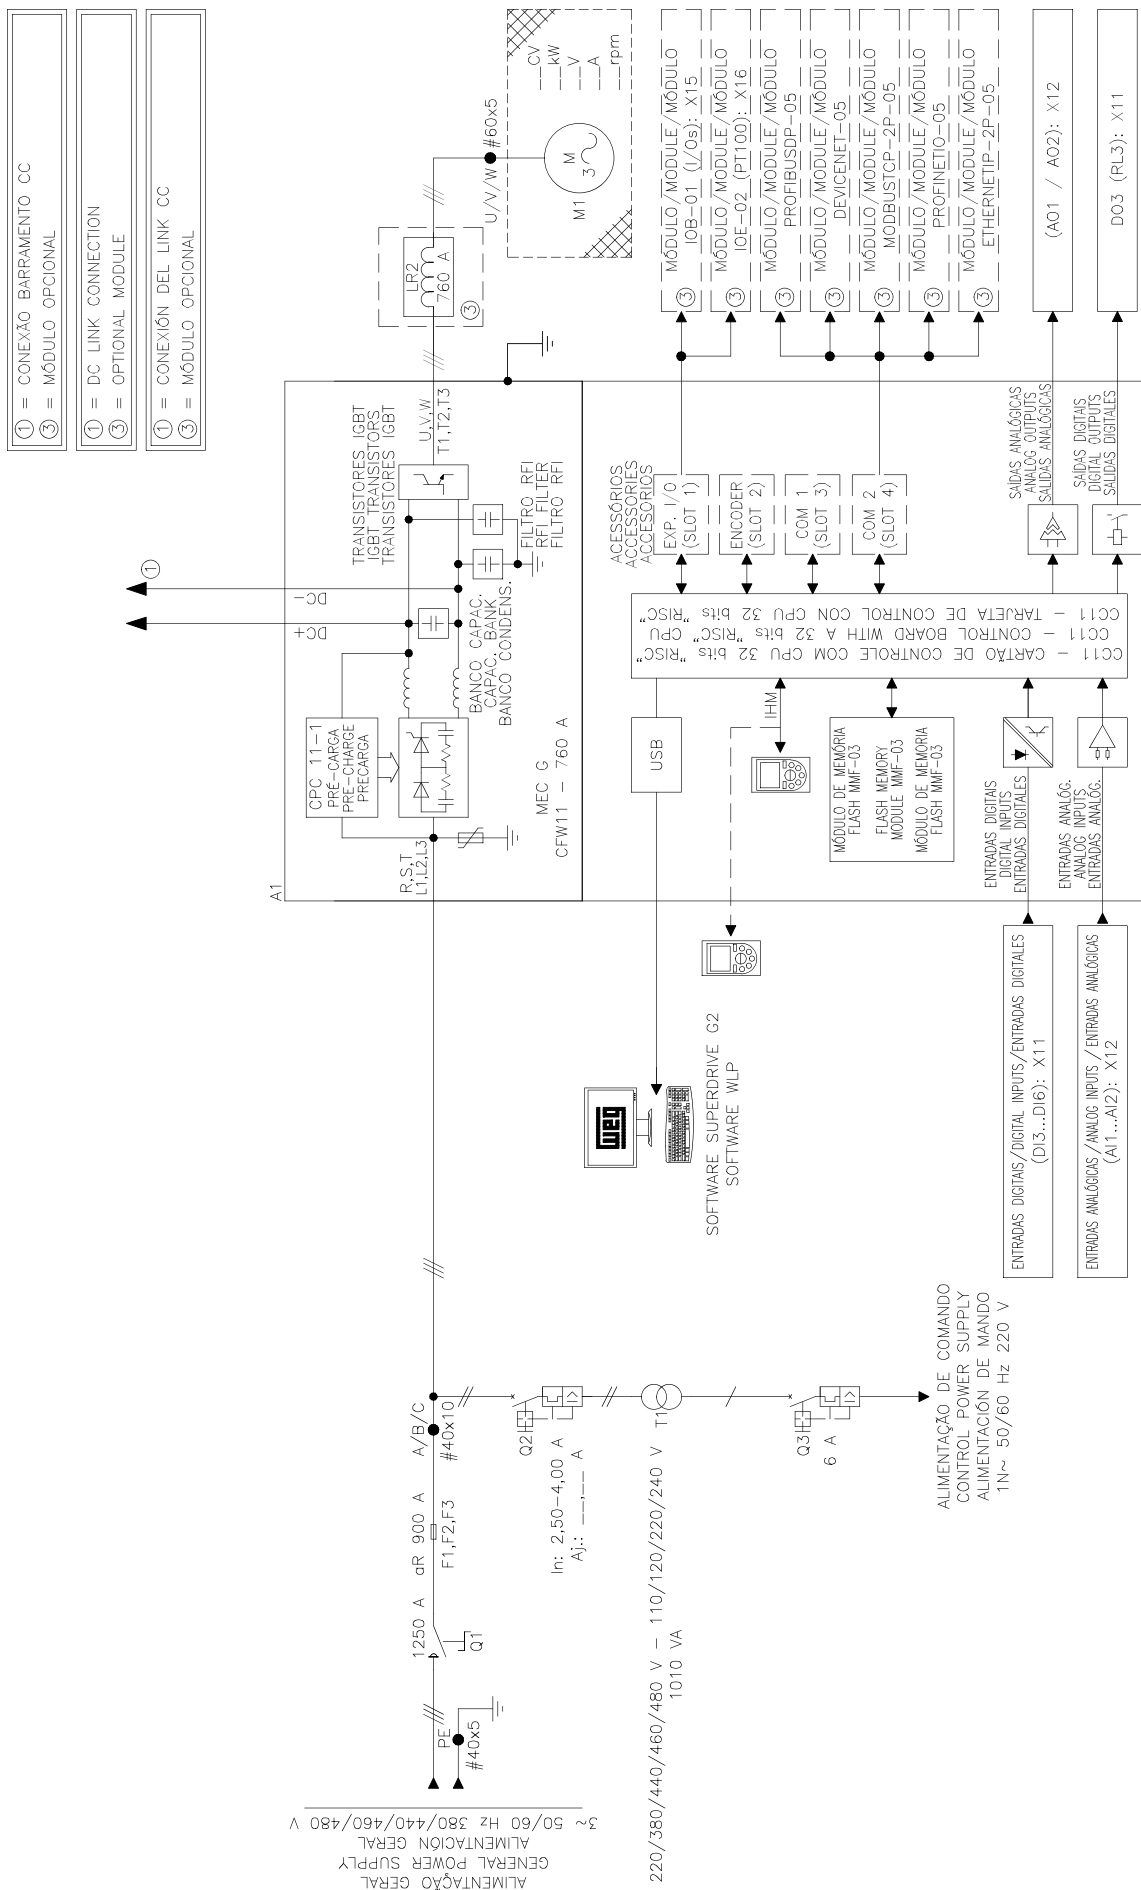 ① = CONEXÃO BARRAMENTO CC
③ = MÓDULO OPCIONAL
① = DC LINK CONNECTION
③ = OPTIONAL MODULE
① = CONEXIÓN DEL LINK CC
③ = MÓDULO OPCIONAL
ALIMENTAÇÃO GERAL
GENERAL POWER SUPPLY
ALIMENTACIÓN GERAL
3~ 50/60 Hz 380/440/460/480 V
PE
#40x5
1250 A
Q1
aR 900 A
F1,F2,F3
A/B/C
#40x10
Q2
In: 2,50-4,00 A
Aj.: __,__ A
T1
220/380/440/460/480 V - 110/120/220/240 V
1010 VA
Q3
6 A
ALIMENTAÇÃO DE COMANDO
CONTROL POWER SUPPLY
ALIMENTACIÓN DE MANDO
1N~ 50/60 Hz 220 V
A1
R,S,T
L1,L2,L3
CPC 11-1
PRÉ-CARGA
PRE-CHARGE
PRECARGA
DC+
DC-
①
BANCO CAPAC.
CAPAC. BANK
BANCO CONDENS.
TRANSISTORES IGBT
IGBT TRANSISTORS
TRANSISTORES IGBT
FILTRO RFI
RFI FILTER
FILTRO RFI
U,V,W
T1,T2,T3
MEC G
CFW11 - 760 A
LR2
760 A
③
U/V/W
#60x5
M1
M
3
___CV
___kW
___V
___A
___rpm
weg
SOFTWARE SUPERDRIVE G2
SOFTWARE WLP
USB
IHM
MÓDULO DE MEMÓRIA
FLASH MMF-03
FLASH MEMORY
MODULE MMF-03
MÓDULO DE MEMORIA
FLASH MMF-03
CC11 - CARTÃO DE CONTROLE COM CPU 32 bits "RISC"
CC11 - CONTROL BOARD WITH A 32 bits "RISC" CPU
CC11 - TARJETA DE CONTROL CON CPU 32 bits "RISC"
ACESSÓRIOS
ACCESSORIES
ACCESORIOS
EXP. I/O
(SLOT 1)
ENCODER
(SLOT 2)
COM 1
(SLOT 3)
COM 2
(SLOT 4)
③
MÓDULO/MODULE/MÓDULO
IOB-01 (I/Os): X15
③
MÓDULO/MODULE/MÓDULO
IOE-02 (PT100): X16
③
MÓDULO/MODULE/MÓDULO
PROFIBUSDP-05
③
MÓDULO/MODULE/MÓDULO
DEVICENET-05
③
MÓDULO/MODULE/MÓDULO
MODBUSTCP-2P-05
③
MÓDULO/MODULE/MÓDULO
PROFINETIO-05
③
MÓDULO/MODULE/MÓDULO
ETHERNETIP-2P-05
ENTRADAS DIGITAIS/DIGITAL INPUTS/ENTRADAS DIGITALES
(DI3...DI6): X11
ENTRADAS DIGITAIS
DIGITAL INPUTS
ENTRADAS DIGITALES
ENTRADAS ANALÓGICAS/ANALOG INPUTS/ENTRADAS ANALÓGICAS
(AI1...AI2): X12
ENTRADAS ANALÓG.
ANALOG INPUTS
ENTRADAS ANALÓG.
SAÍDAS ANALÓGICAS
ANALOG OUTPUTS
SALIDAS ANALÓGICAS
(AO1 / AO2): X12
SAÍDAS DIGITAIS
DIGITAL OUTPUTS
SALIDAS DIGITALES
DO3 (RL3): X11